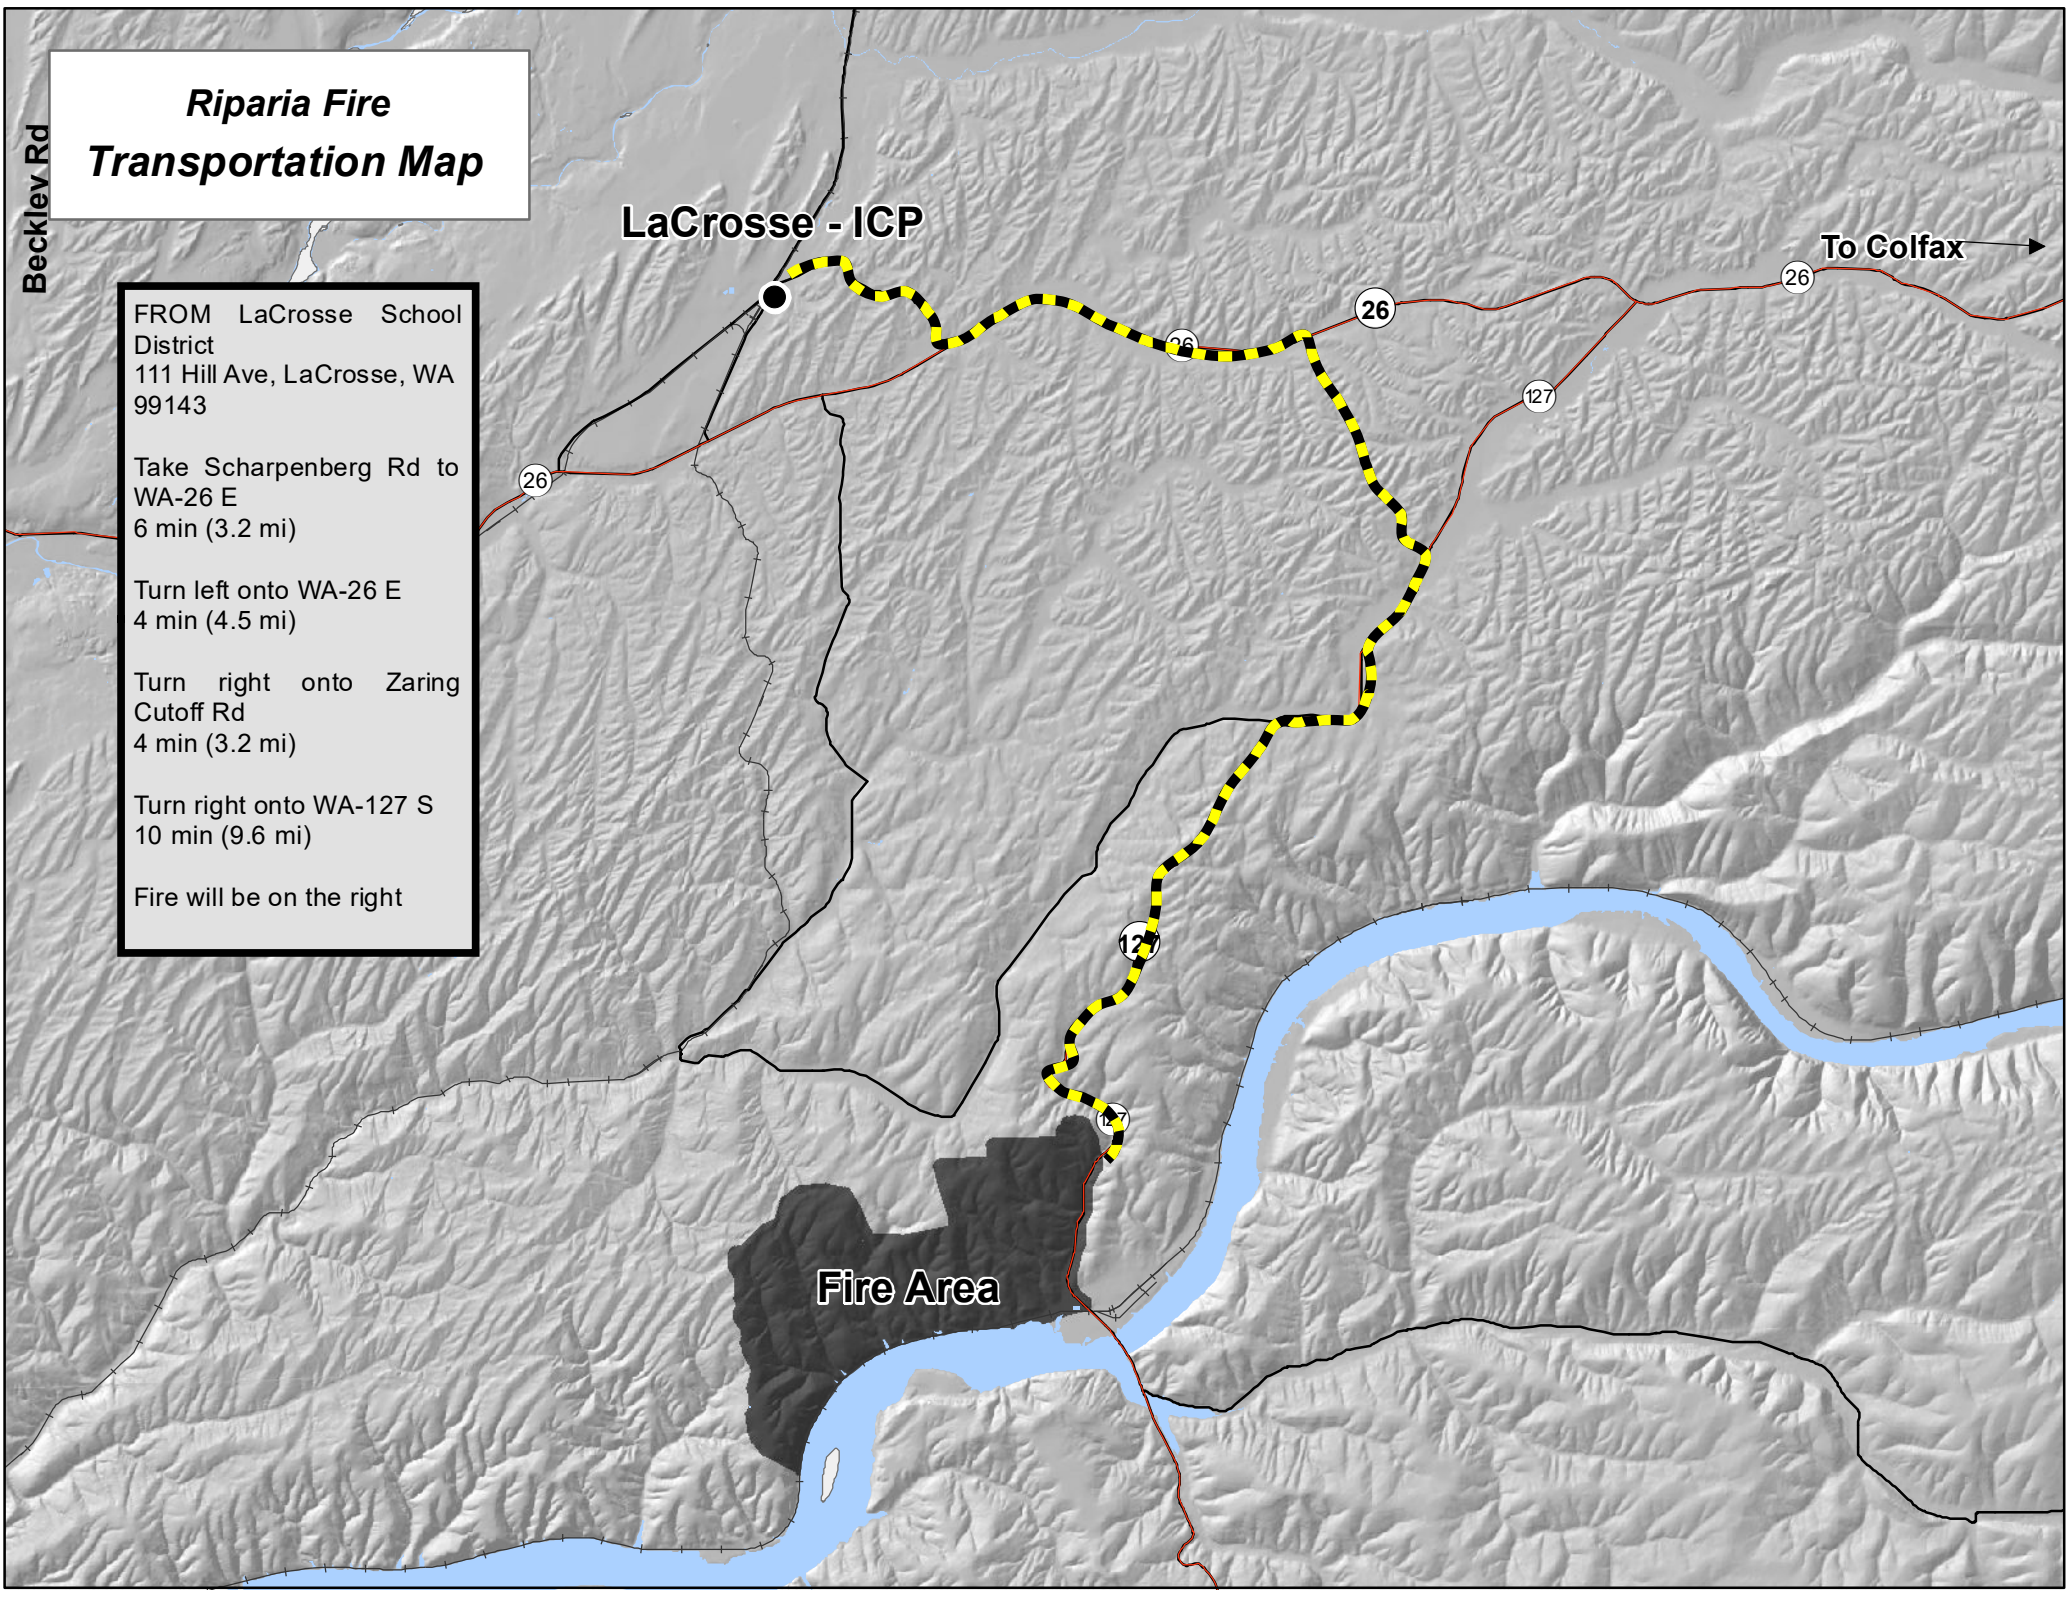 Riparia Fire
Transportation Map
Beckley Rd
LaCrosse - ICP
To Colfax
26
26
26
127
26
FROM LaCrosse School
District
111 Hill Ave, LaCrosse, WA
99143
Take Scharpenberg Rd to
WA-26 E
6 min (3.2 mi)
Turn left onto WA-26 E
4 min (4.5 mi)
Turn right onto Zaring
Cutoff Rd
4 min (3.2 mi)
Turn right onto WA-127 S
10 min (9.6 mi)
Fire will be on the right
127
127
Fire Area